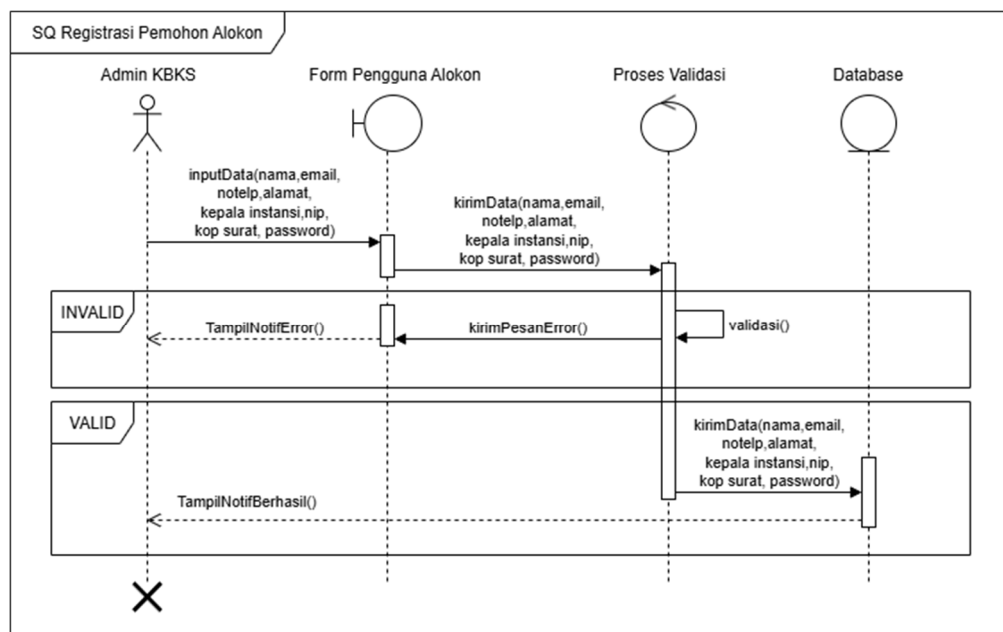 SQ Registrasi Pemohon Alokon
Admin KBKS
Form Pengguna Alokon
Proses Validasi
Database
inputData(nama,email,
notelp,alamat,
kepala instansi,nip,
kop surat, password)
kirimData(nama,email,
notelp,alamat,
kepala instansi,nip,
kop surat, password)
INVALID
TampilNotifError()
kirimPesanError()
validasi()
VALID
kirimData(nama,email,
notelp,alamat,
kepala instansi,nip,
kop surat, password)
TampilNotifBerhasil()